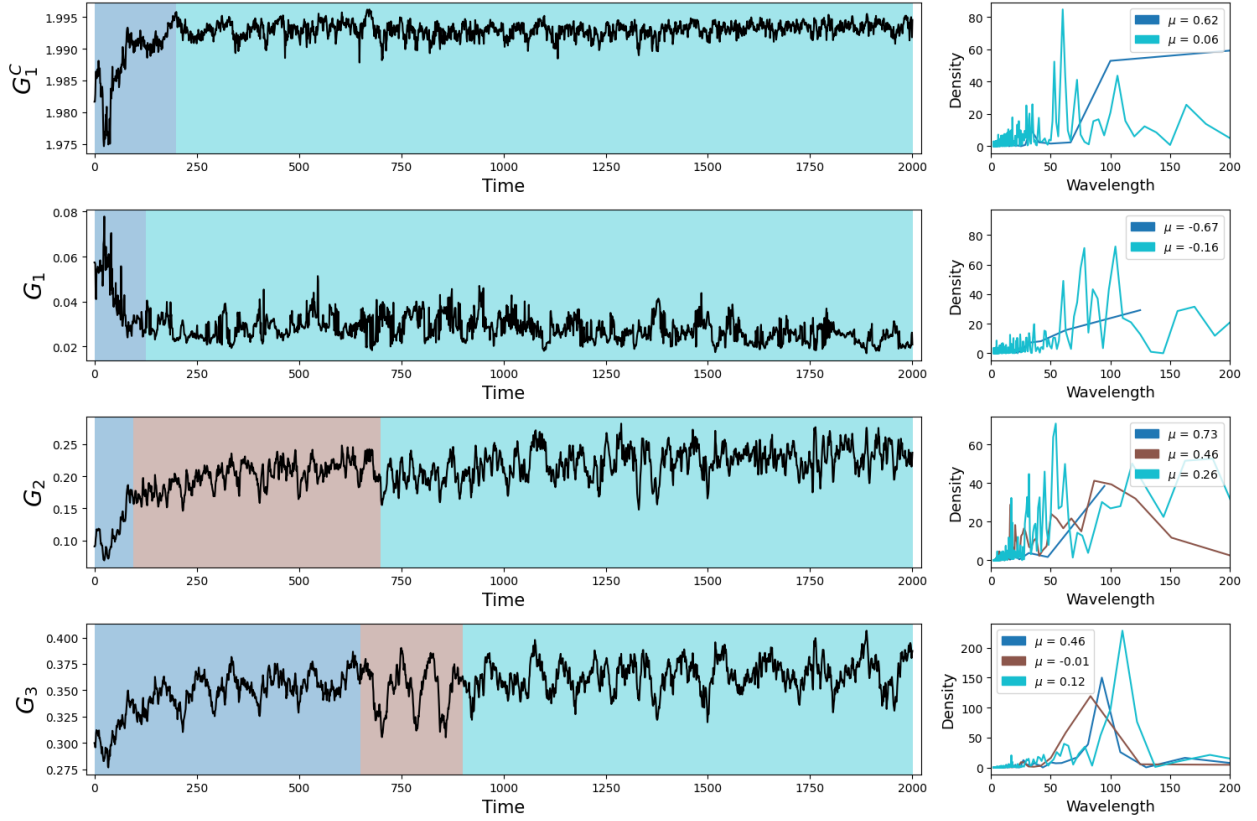 1.995
1.990
1.985
1.980
1.975
G₁ᶜ
0 250 500 750 1000 1250 1500 1750 2000
Time
80
60
40
20
0
Density
μ = 0.62
μ = 0.06
0 50 100 150 200
Wavelength
0.08
0.06
0.04
0.02
G₁
0 250 500 750 1000 1250 1500 1750 2000
Time
80
60
40
20
0
Density
μ = -0.67
μ = -0.16
0 50 100 150 200
Wavelength
0.25
0.20
0.15
0.10
G₂
0 250 500 750 1000 1250 1500 1750 2000
Time
60
40
20
0
Density
μ = 0.73
μ = 0.46
μ = 0.26
0 50 100 150 200
Wavelength
0.400
0.375
0.350
0.325
0.300
0.275
G₃
0 250 500 750 1000 1250 1500 1750 2000
Time
200
150
100
50
0
Density
μ = 0.46
μ = -0.01
μ = 0.12
0 50 100 150 200
Wavelength